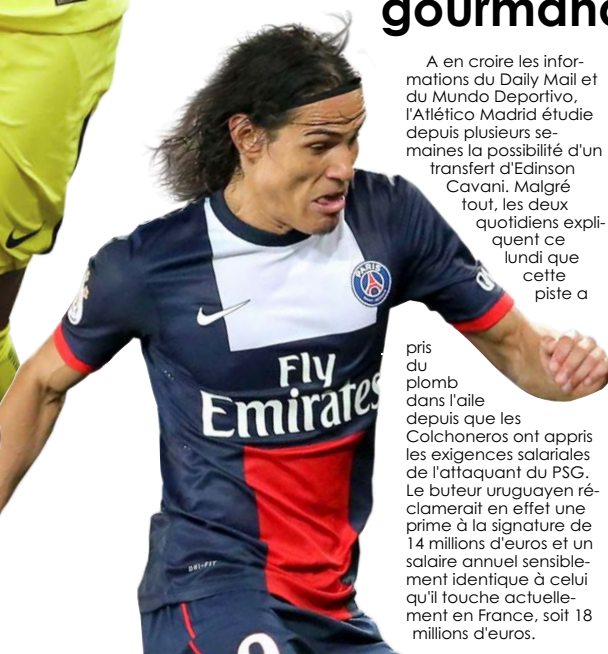 gourmand
A en croire les infor-
mations du Daily Mail et
du Mundo Deportivo,
l'Atlético Madrid étudie
depuis plusieurs se-
maines la possibilité d'un
transfert d'Edinson
Cavani. Malgré
tout, les deux
quotidiens expli-
quent ce
lundi que
cette
piste a
pris
du
plomb
dans l'aile
depuis que les
Colchoneros ont appris
les exigences salariales
de l'attaquant du PSG.
Le buteur uruguayen ré-
clamerait en effet une
prime à la signature de
14 millions d'euros et un
salaire annuel sensible-
ment identique à celui
qu'il touche actuelle-
ment en France, soit 18
millions d'euros.
PARIS
Fly
Emirates
DRI-FIT
9